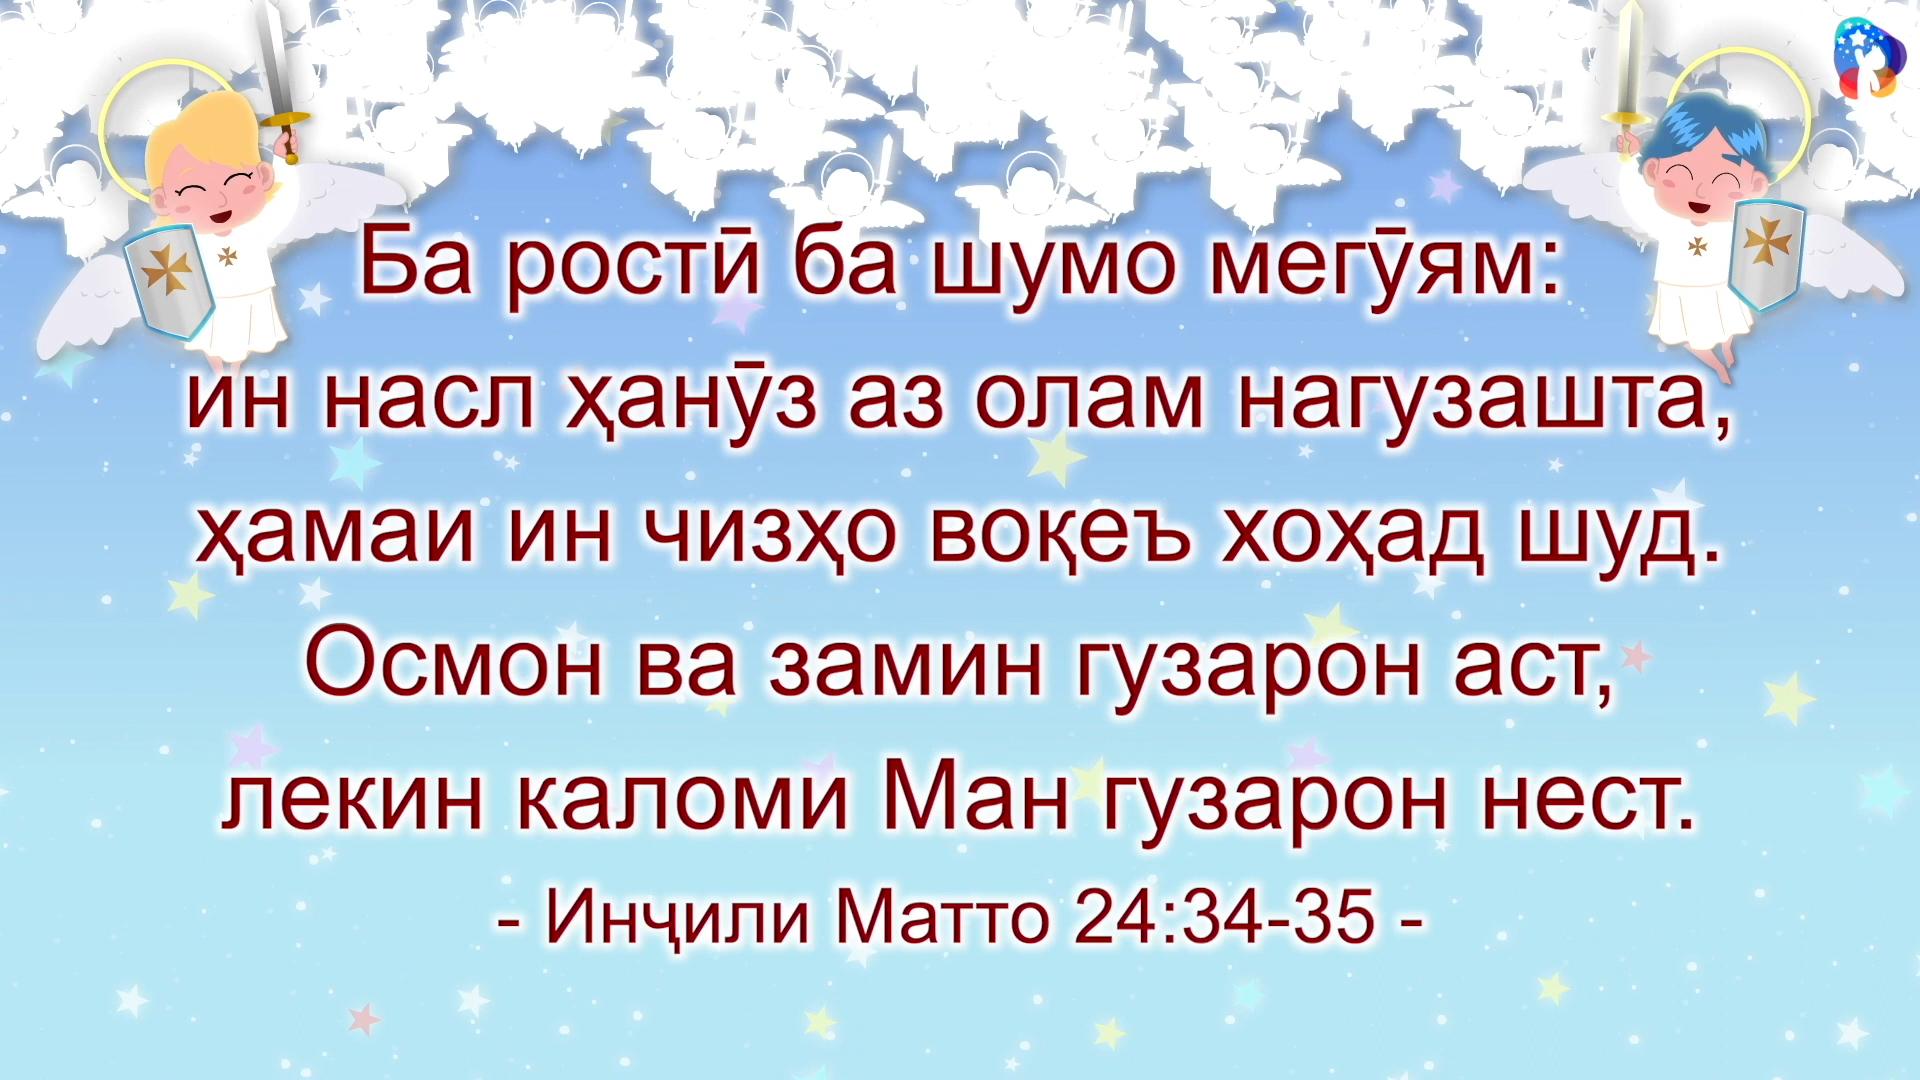 Ба ростӣ ба шумо мегӯям:
ин насл ҳанӯз аз олам нагузашта,
ҳамаи ин чизҳо воқеъ хоҳад шуд.
Осмон ва замин гузарон аст,
лекин каломи Ман гузарон нест.
- Инҷили Матто 24:34-35 -